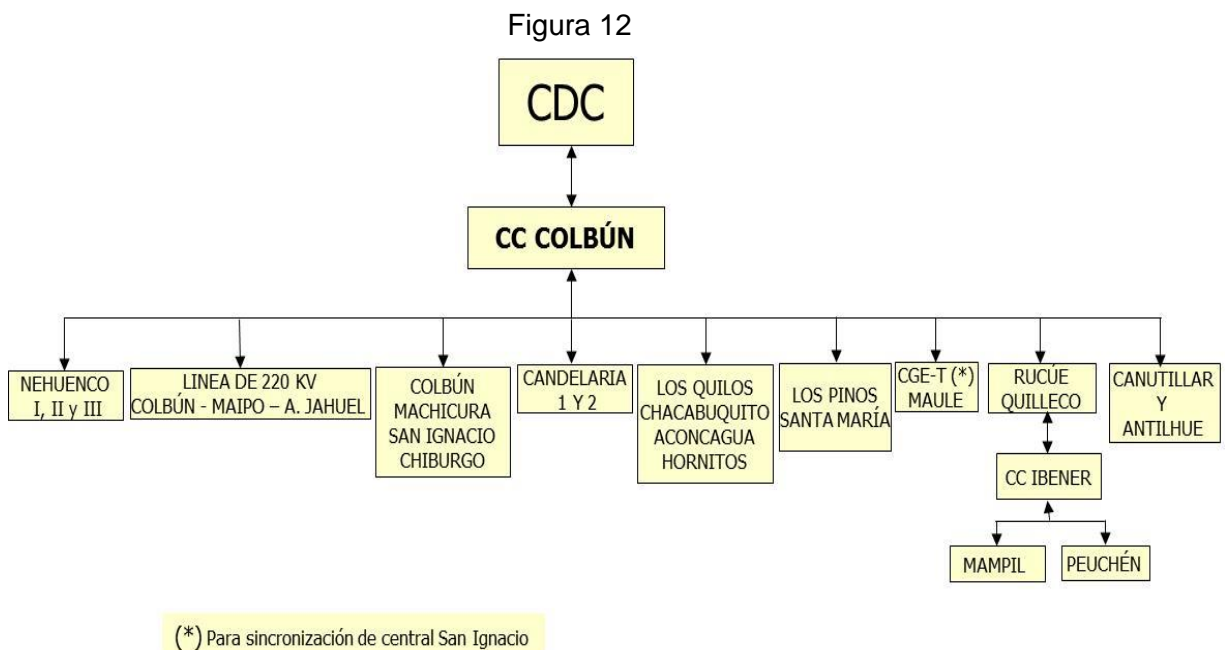 Figura 12
CDC
CC COLBÚN
NEHUENCO
I, II y III
LINEA DE 220 KV
COLBÚN - MAIPO – A. JAHUEL
COLBÚN
MACHICURA
SAN IGNACIO
CHIBURGO
CANDELARIA
1 Y 2
LOS QUILOS
CHACABUQUITO
ACONCAGUA
HORNITOS
LOS PINOS
SANTA MARÍA
CGE-T (*)
MAULE
RUCÚE
QUILLECO
CANUTILLAR
Y
ANTILHUE
CC IBENER
MAMPIL
PEUCHÉN
(*) Para sincronización de central San Ignacio